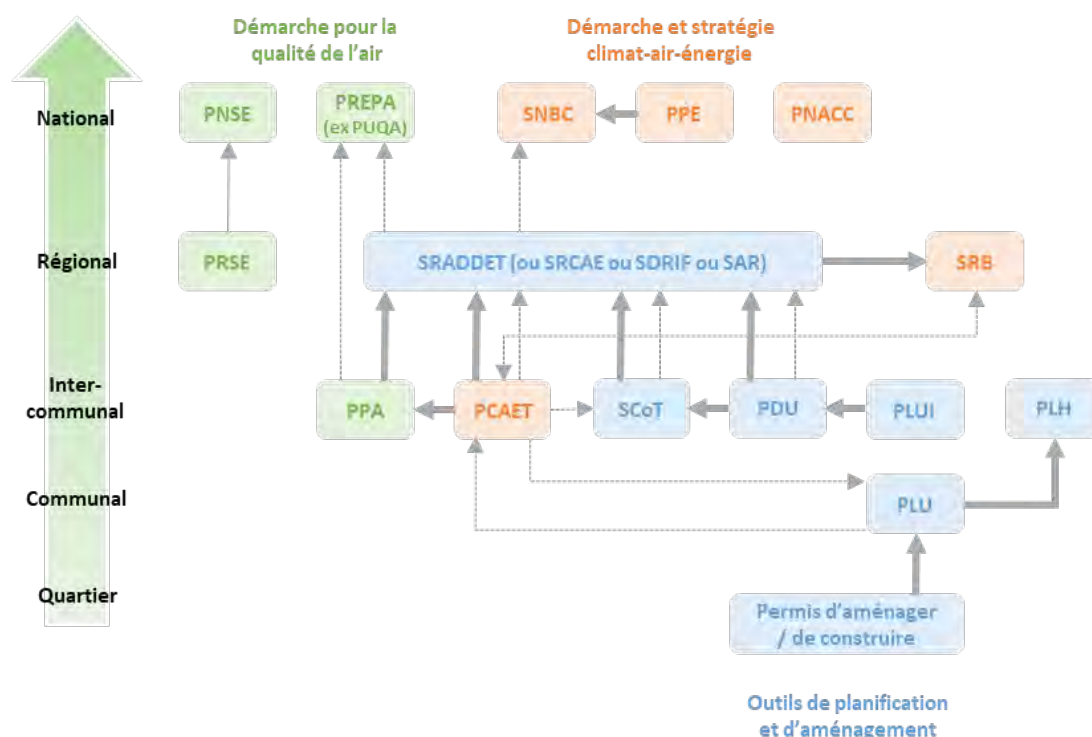 Démarche pour la
qualité de l'air
Démarche et stratégie
climat-air-énergie
National
PNSE
PREPA
(ex PUQA)
SNBC
PPE
PNACC
Régional
PRSE
SRADDET (ou SRCAE ou SDRIF ou SAR)
SRB
Inter-
communal
PPA
PCAET
SCoT
PDU
PLUI
PLH
Communal
PLU
Quartier
Permis d'aménager
/ de construire
Outils de planification
et d'aménagement